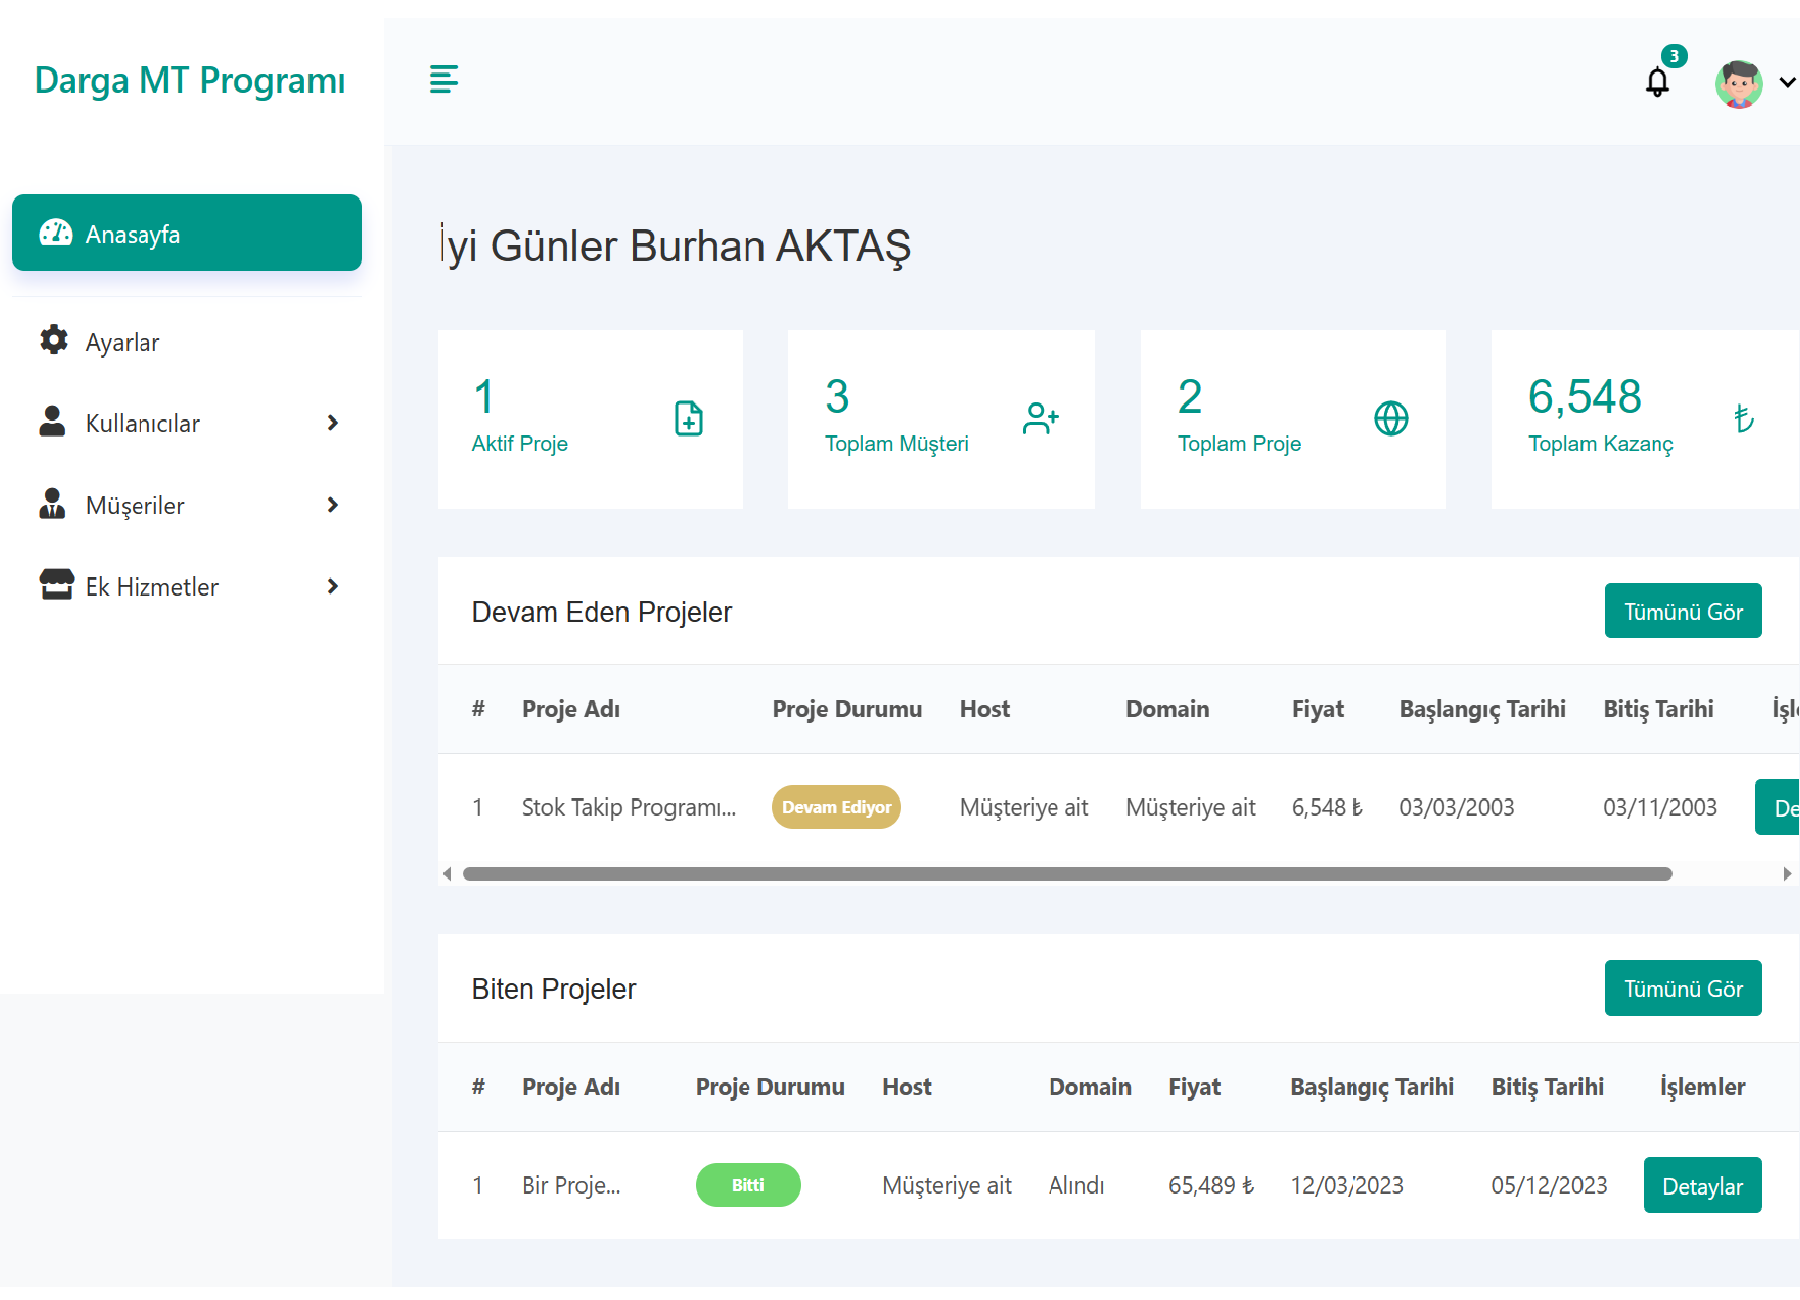 Darga MT Programı
3
Anasayfa
Ayarlar
Kullanıcılar
Müşeriler
Ek Hizmetler
İyi Günler Burhan AKTAŞ
1
Aktif Proje
3
Toplam Müşteri
2
Toplam Proje
6,548
Toplam Kazanç
₺
Devam Eden Projeler
Tümünü Gör
# Proje Adı Proje Durumu Host Domain Fiyat Başlangıç Tarihi Bitiş Tarihi
1 Stok Takip Programı... Devam Ediyor Müşteriye ait Müşteriye ait 6,548 ₺ 03/03/2003 03/11/2003 De
Biten Projeler
Tümünü Gör
# Proje Adı Proje Durumu Host Domain Fiyat Başlangıç Tarihi Bitiş Tarihi İşlemler
1 Bir Proje... Bitti Müşteriye ait Alındı 65,489 ₺ 12/03/2023 05/12/2023 Detaylar